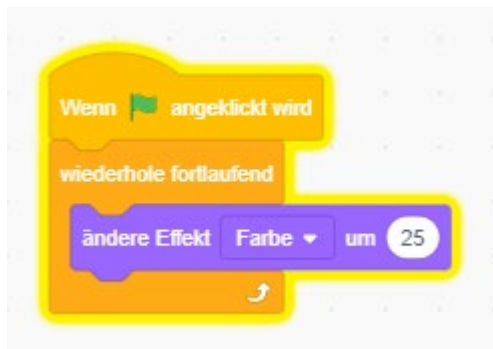 Wenn angeklickt wird
wiederhole fortlaufend
ändere Effekt Farbe um 25